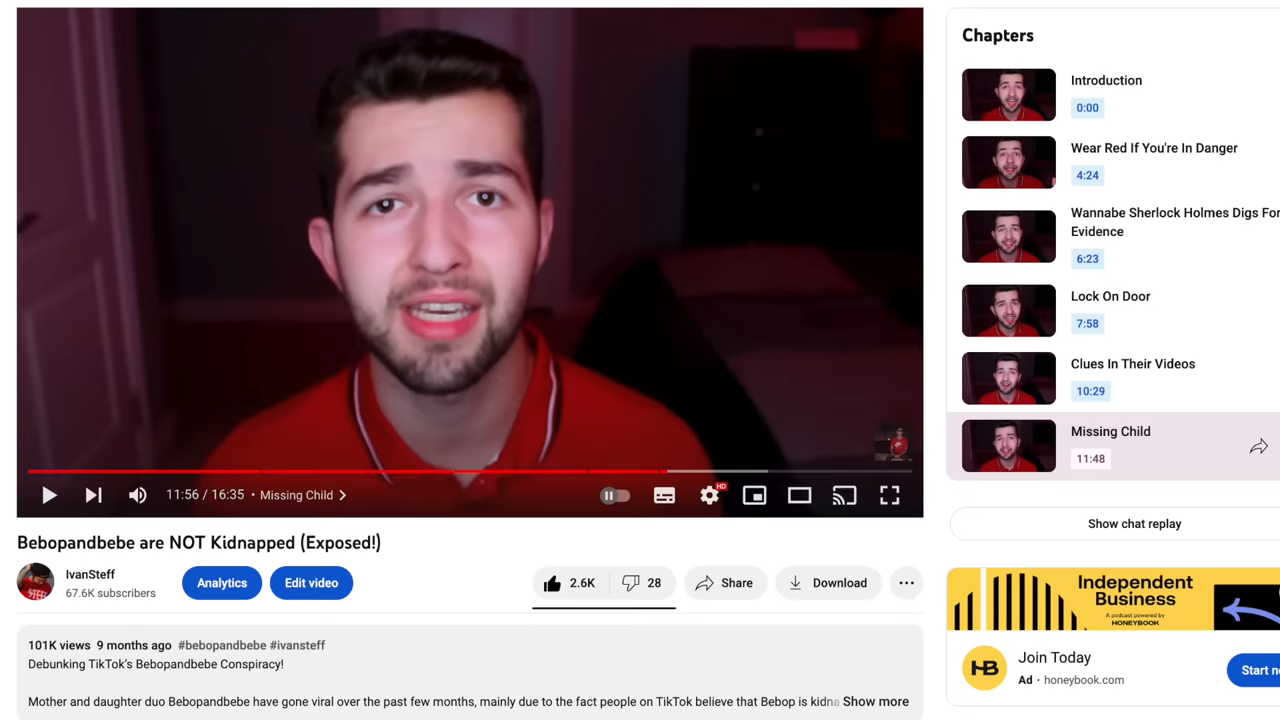 Chapters
Introduction
0:00
Wear Red If You're In Danger
4:24
Wannabe Sherlock Holmes Digs For
Evidence
6:23
Lock On Door
7:58
Clues In Their Videos
10:29
Missing Child
11:48
Show chat replay
11:56 / 16:35 • Missing Child
HD
Bebopandbebe are NOT Kidnapped (Exposed!)
IvanSteff
67.6K subscribers
Analytics
Edit video
2.6K
28
Share
Download
101K views 9 months ago #bebopandbebe #ivansteff
Debunking TikTok's Bebopandbebe Conspiracy!
Mother and daughter duo Bebopandbebe have gone viral over the past few months, mainly due to the fact people on TikTok believe that Bebop is kidna Show more
Independent
Business
A podcast powered by
HONEYBOOK
HB
Join Today
Ad · honeybook.com
Start